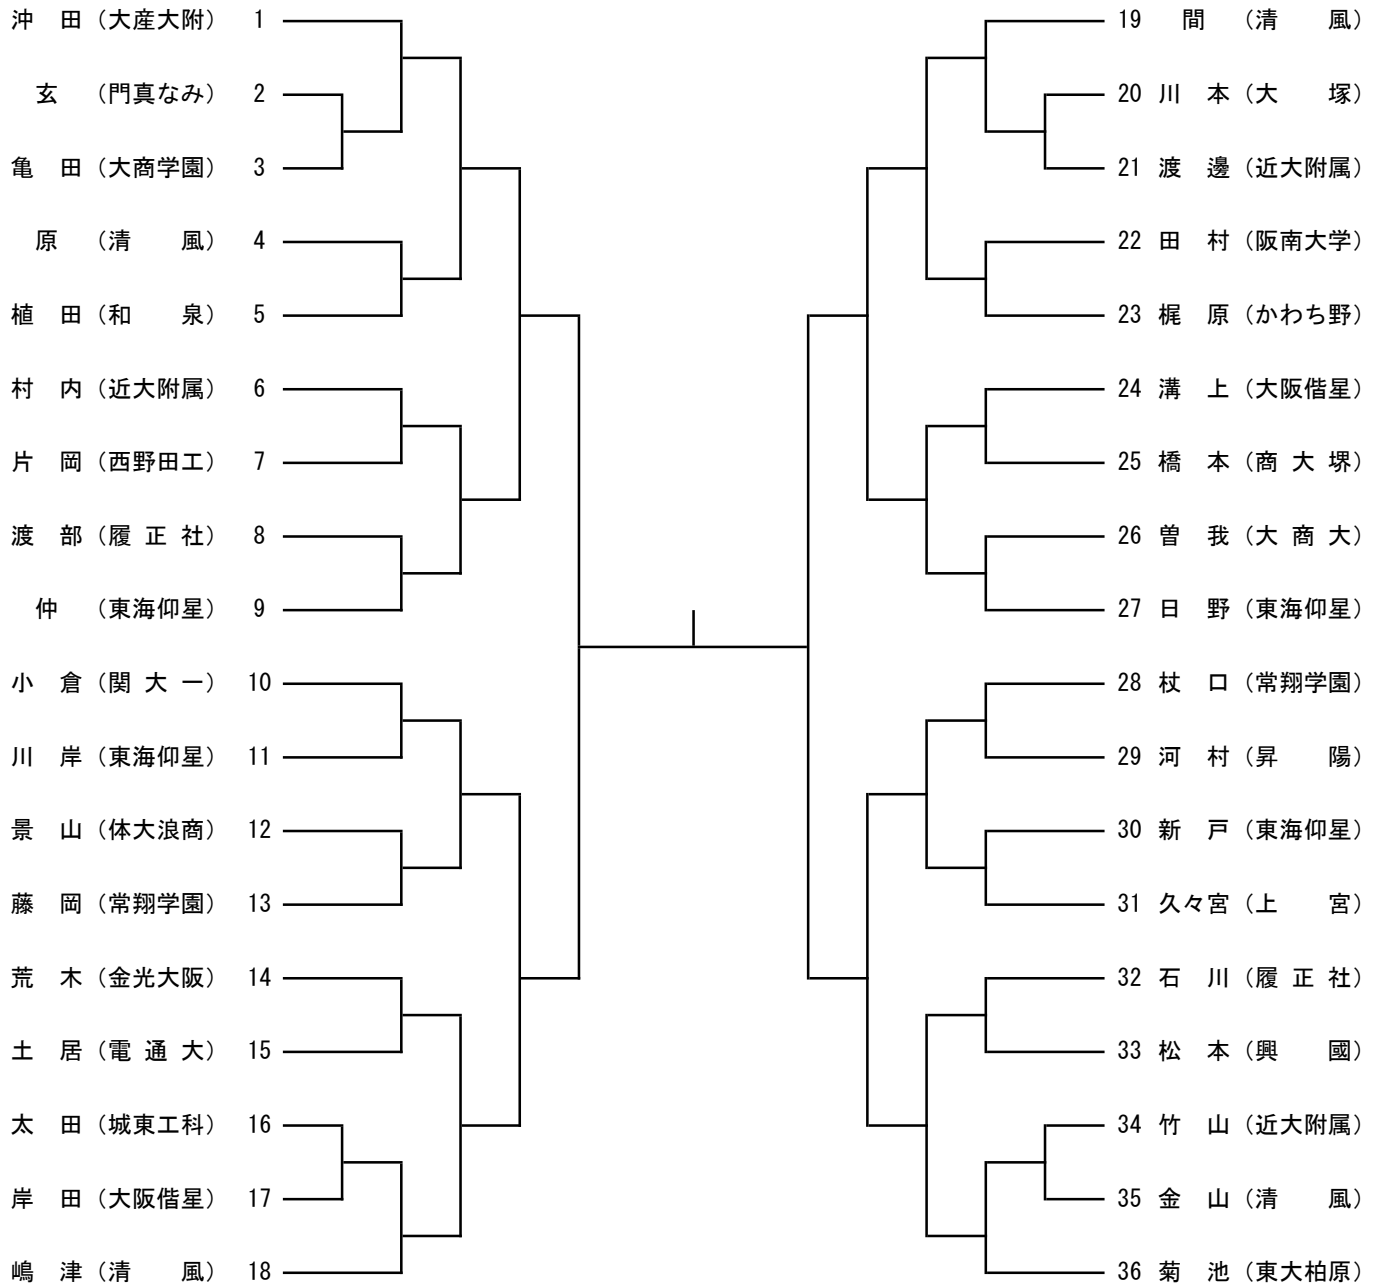 沖　田（大産大附） 1
玄　（門真なみ） 2
亀　田（大商学園） 3
原　（清　　風） 4
植　田（和　　泉） 5
村　内（近大附属） 6
片　岡（西野田工） 7
渡　部（履 正 社） 8
仲　（東海仰星） 9
小　倉（関 大 一） 10
川　岸（東海仰星） 11
景　山（体大浪商） 12
藤　岡（常翔学園） 13
荒　木（金光大阪） 14
土　居（電 通 大） 15
太　田（城東工科） 16
岸　田（大阪偕星） 17
嶋　津（清　　風） 18
19 間　（清　　風）
20 川　本（大　　塚）
21 渡　邊（近大附属）
22 田　村（阪南大学）
23 梶　原（かわち野）
24 溝　上（大阪偕星）
25 橋　本（商 大 堺）
26 曽　我（大 商 大）
27 日　野（東海仰星）
28 杖　口（常翔学園）
29 河　村（昇　　陽）
30 新　戸（東海仰星）
31 久々宮（上　　宮）
32 石　川（履 正 社）
33 松　本（興　　國）
34 竹　山（近大附属）
35 金　山（清　　風）
36 菊　池（東大柏原）